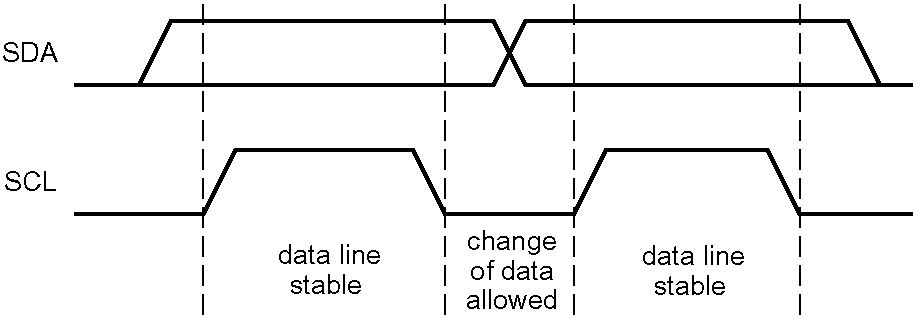 SDA
SCL
data line
stable
change
of data
allowed
data line
stable